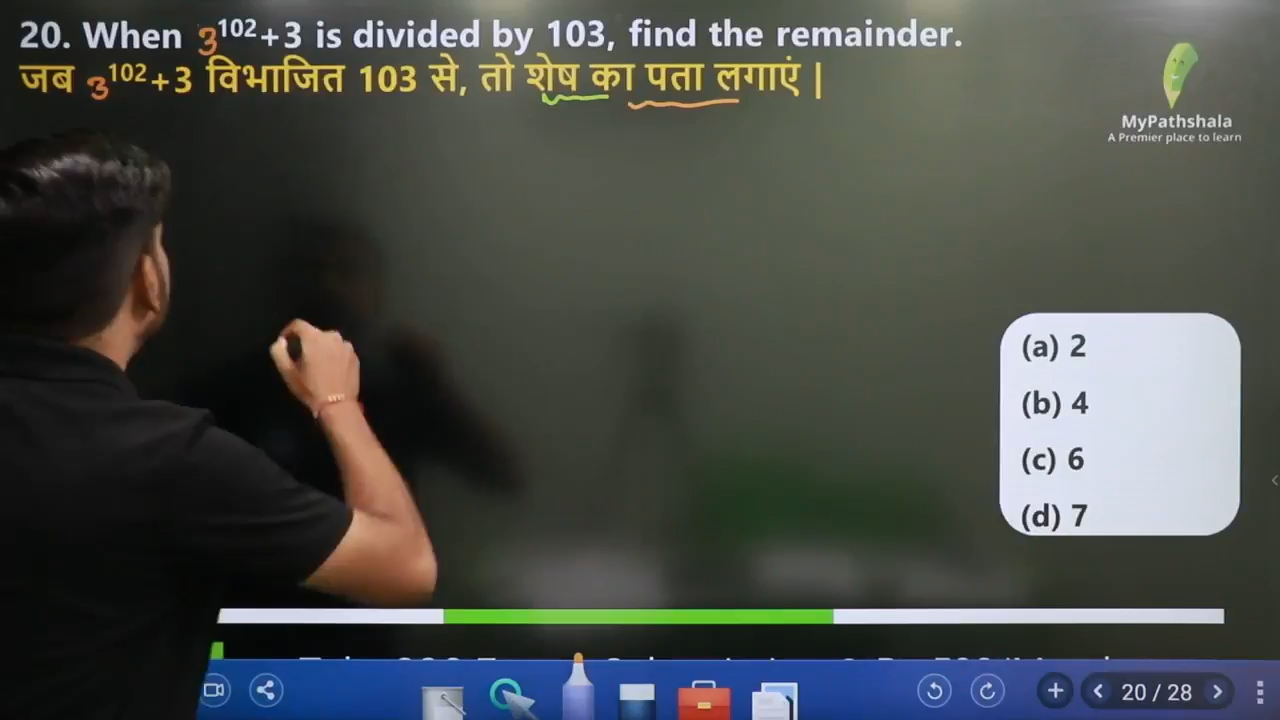 20. When 3¹⁰²+3 is divided by 103, find the remainder.
जब 3¹⁰²+3 विभाजित 103 से, तो शेष का पता लगाएं |
MyPathshala
A Premier place to learn
(a) 2
(b) 4
(c) 6
(d) 7
20 / 28